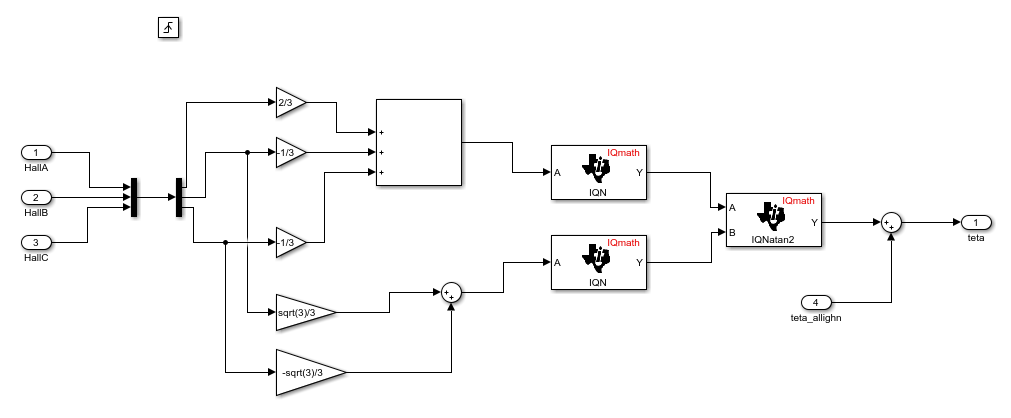 2/3
1
HallA
-1/3
2
HallB
3
HallC
-1/3
sqrt(3)/3
-sqrt(3)/3
+
+
+
+
+
IQmath
A
Y
IQN
IQmath
A
Y
IQN
IQmath
A
B
Y
IQNatan2
+
+
4
teta_allighn
1
teta